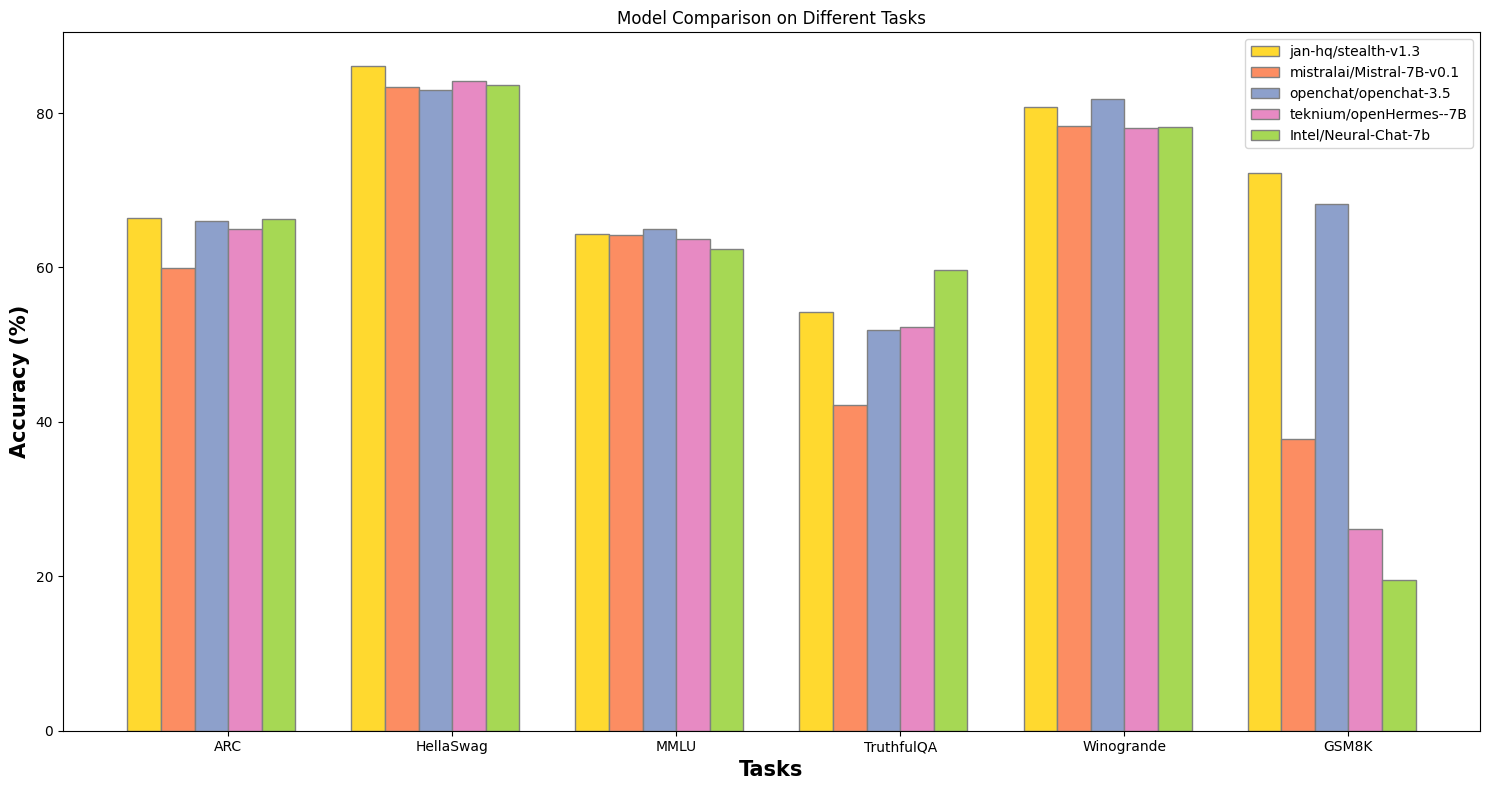 Model Comparison on Different Tasks
jan-hq/stealth-v1.3
mistralai/Mistral-7B-v0.1
openchat/openchat-3.5
teknium/openHermes--7B
Intel/Neural-Chat-7b
Accuracy (%)
80
60
40
20
0
ARC HellaSwag MMLU TruthfulQA Winogrande GSM8K
Tasks